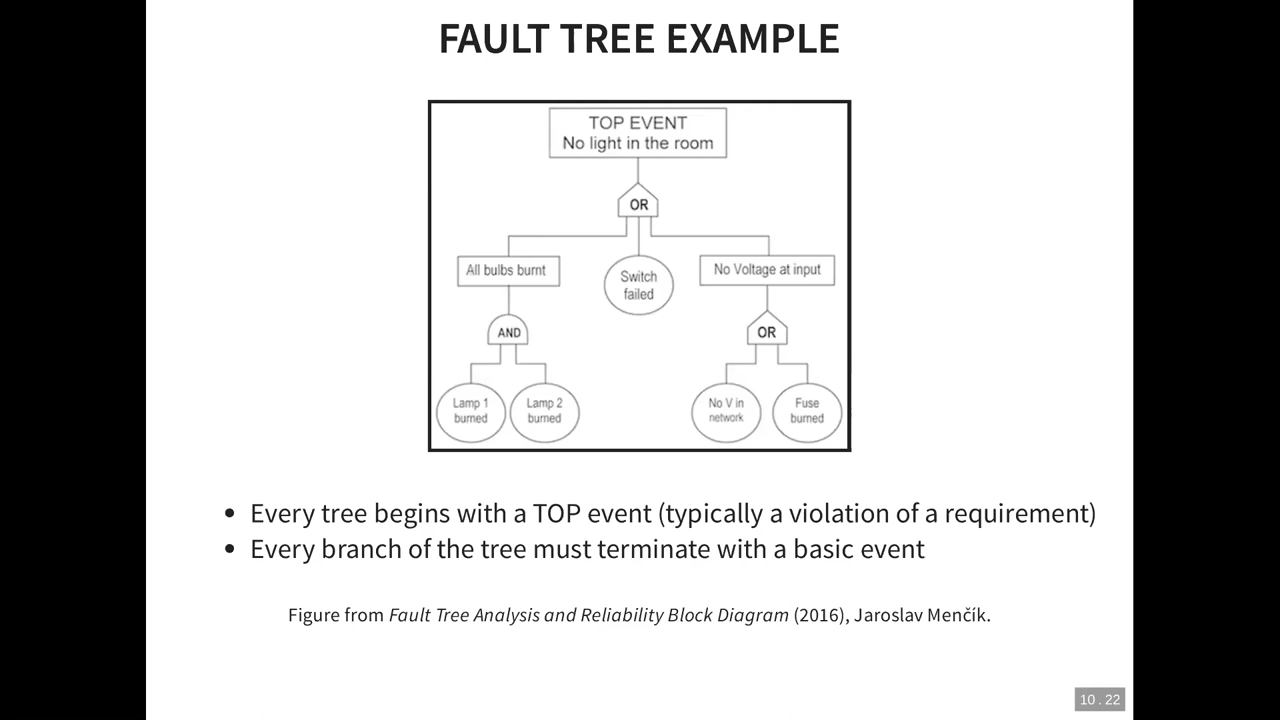 FAULT TREE EXAMPLE
TOP EVENT
No light in the room
OR
All bulbs burnt
Switch
failed
No Voltage at input
AND
OR
Lamp 1
burned
Lamp 2
burned
No V in
network
Fuse
burned
Every tree begins with a TOP event (typically a violation of a requirement)
Every branch of the tree must terminate with a basic event
Figure from Fault Tree Analysis and Reliability Block Diagram (2016), Jaroslav Menčík.
10 . 22